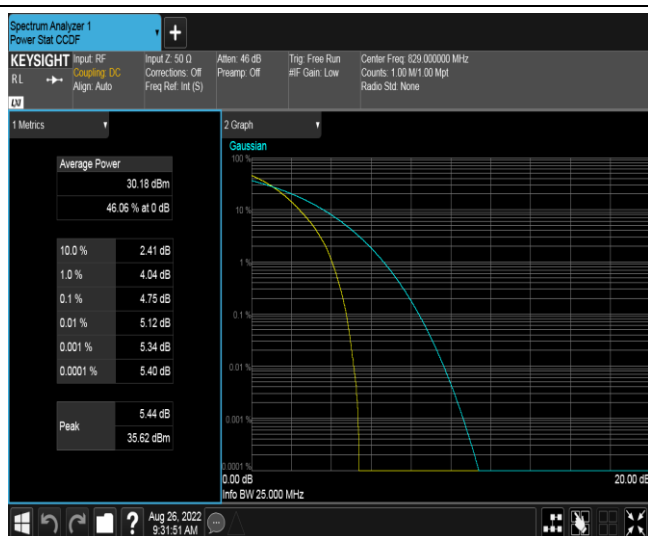 Spectrum Analyzer 1
Power Stat CCDF
+
KEYSIGHT
RL
LXI
Input: RF
Coupling: DC
Align: Auto
Input Z: 50 Ω
Corrections: Off
Freq Ref: Int (S)
Atten: 46 dB
Preamp: Off
Trig: Free Run
#IF Gain: Low
Center Freq: 829.000000 MHz
Counts: 1.00 M/1.00 Mpt
Radio Std: None
1 Metrics
Average Power
30.18 dBm
46.06 % at 0 dB
10.0 % 2.41 dB
1.0 % 4.04 dB
0.1 % 4.75 dB
0.01 % 5.12 dB
0.001 % 5.34 dB
0.0001 % 5.40 dB
Peak
5.44 dB
35.62 dBm
2 Graph
Gaussian
100 %
10 %
1 %
0.1 %
0.01 %
0.001 %
0.0001 %
0.00 dB
20.00 dB
Info BW 25.000 MHz
?
Aug 26, 2022
9:31:51 AM